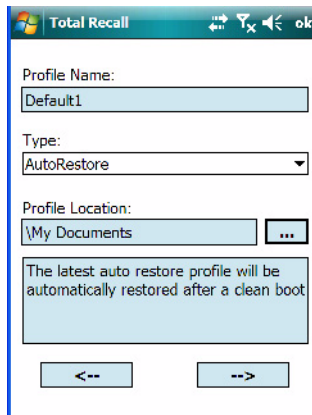 Total Recall ok
Profile Name:
Default1
Type:
AutoRestore
Profile Location:
\My Documents ...
The latest auto restore profile will be
automatically restored after a clean boot
<-- -->